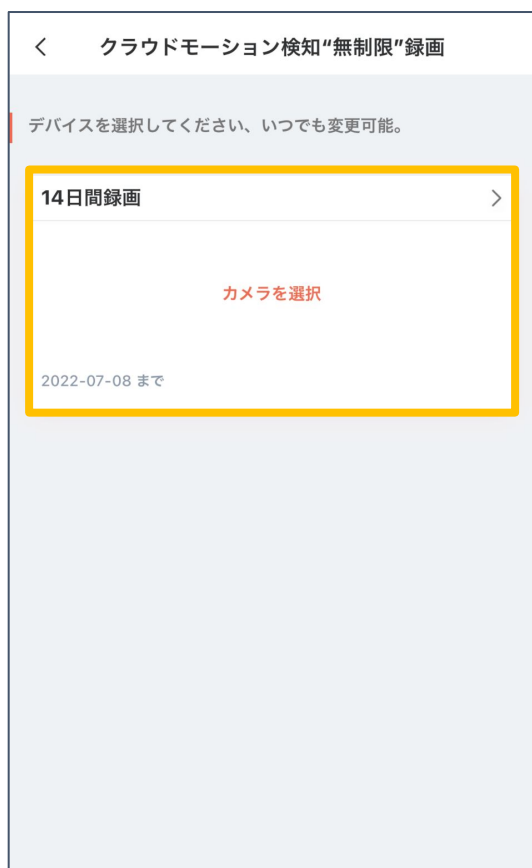 クラウドモーション検知“無制限”録画
デバイスを選択してください、いつでも変更可能。
14日間録画
カメラを選択
2022-07-08 まで